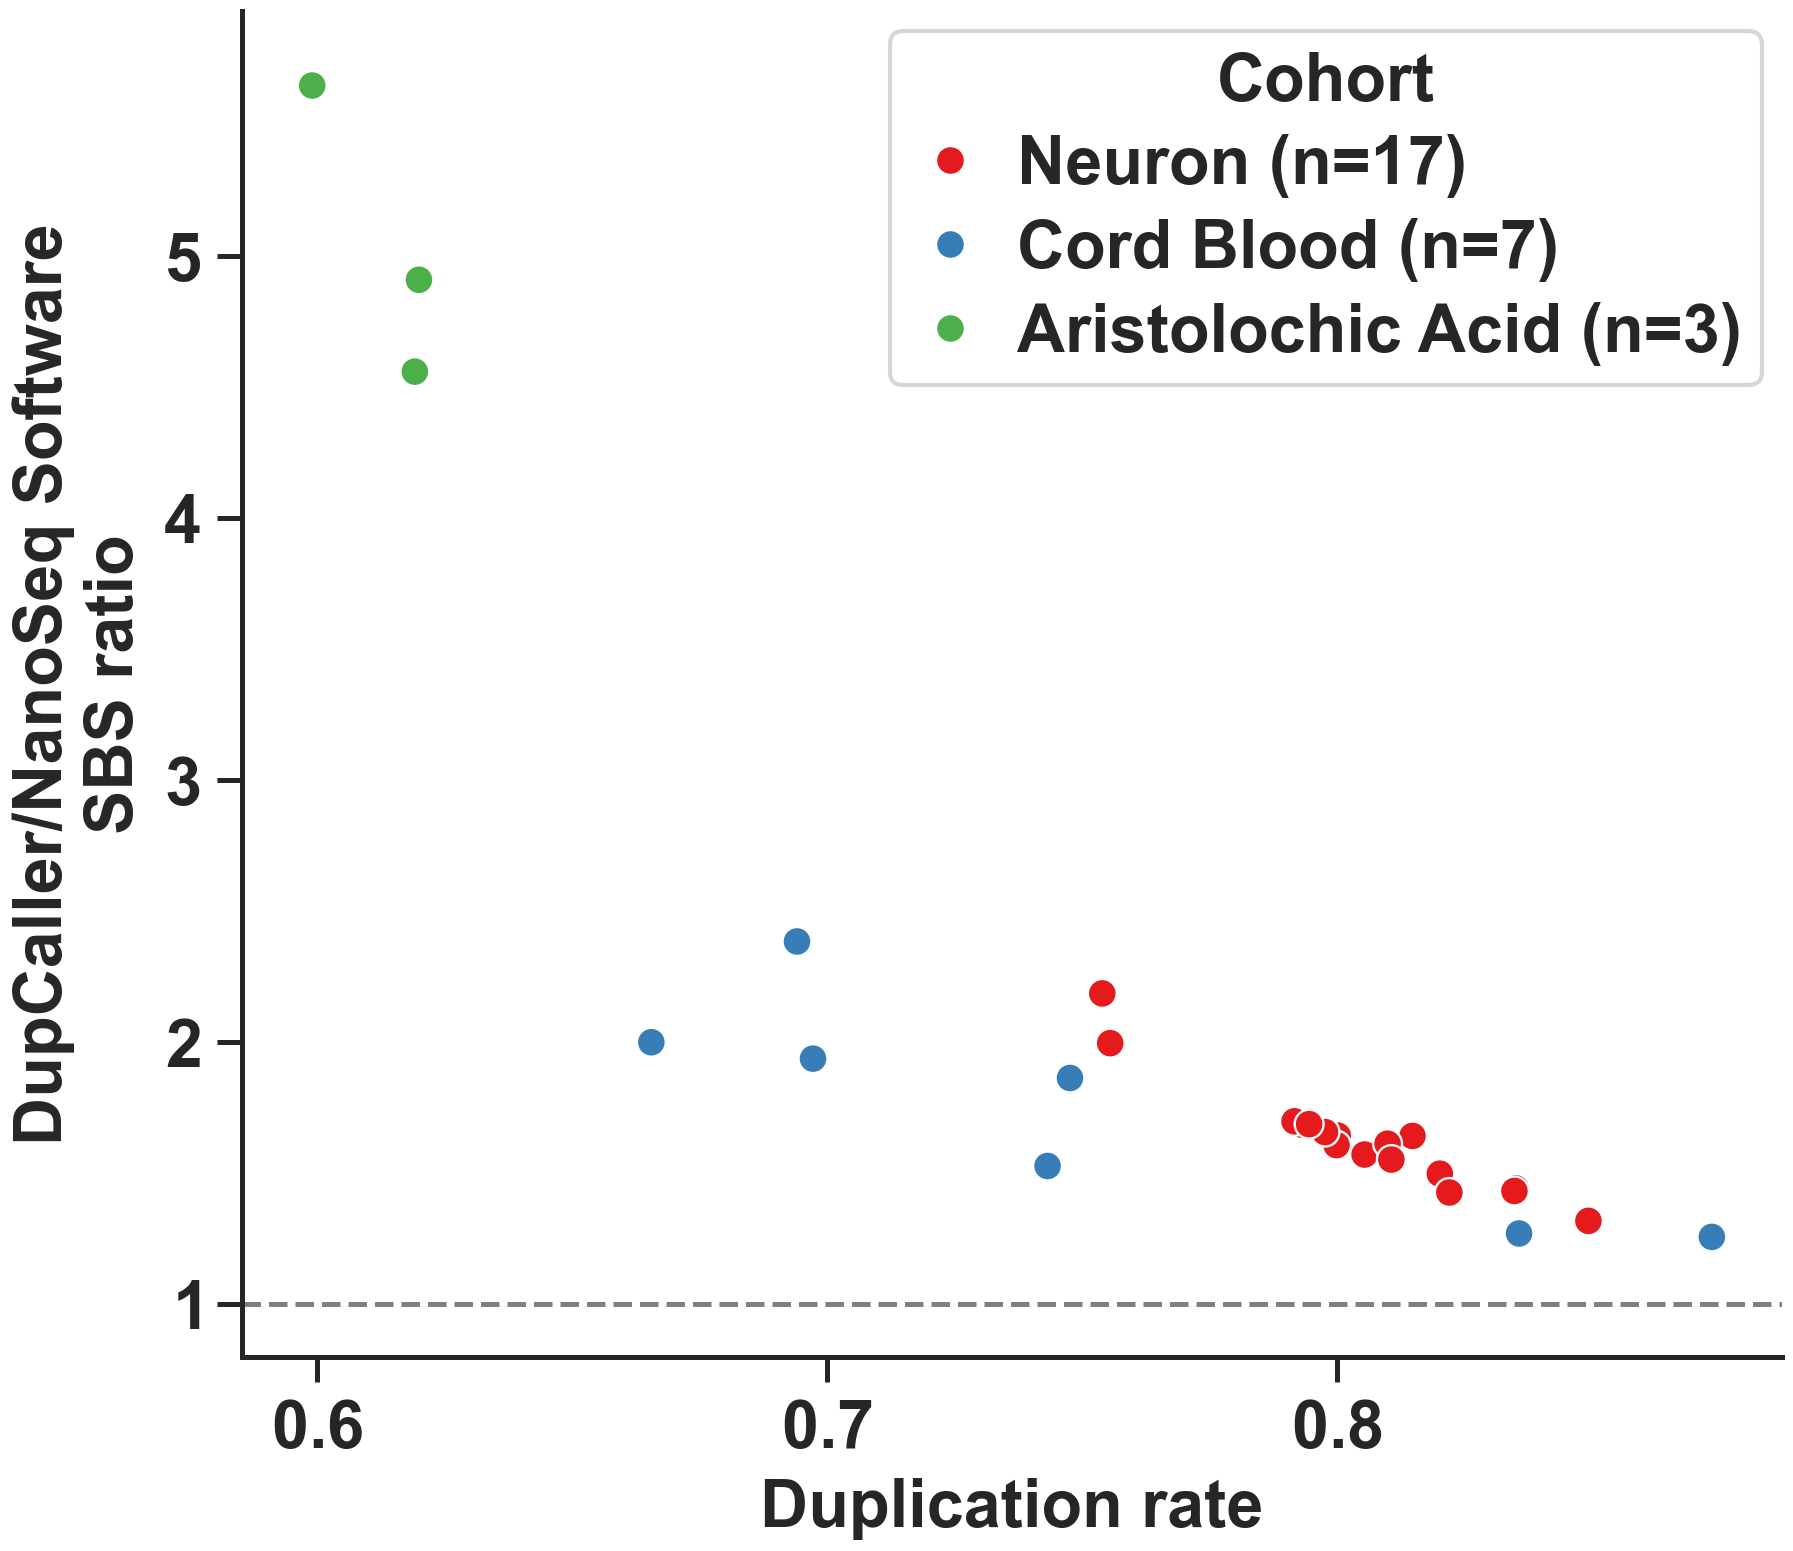 DupCaller/NanoSeq Software
SBS ratio
5
4
3
2
1
Cohort
Neuron (n=17)
Cord Blood (n=7)
Aristolochic Acid (n=3)
0.6
0.7
0.8
Duplication rate